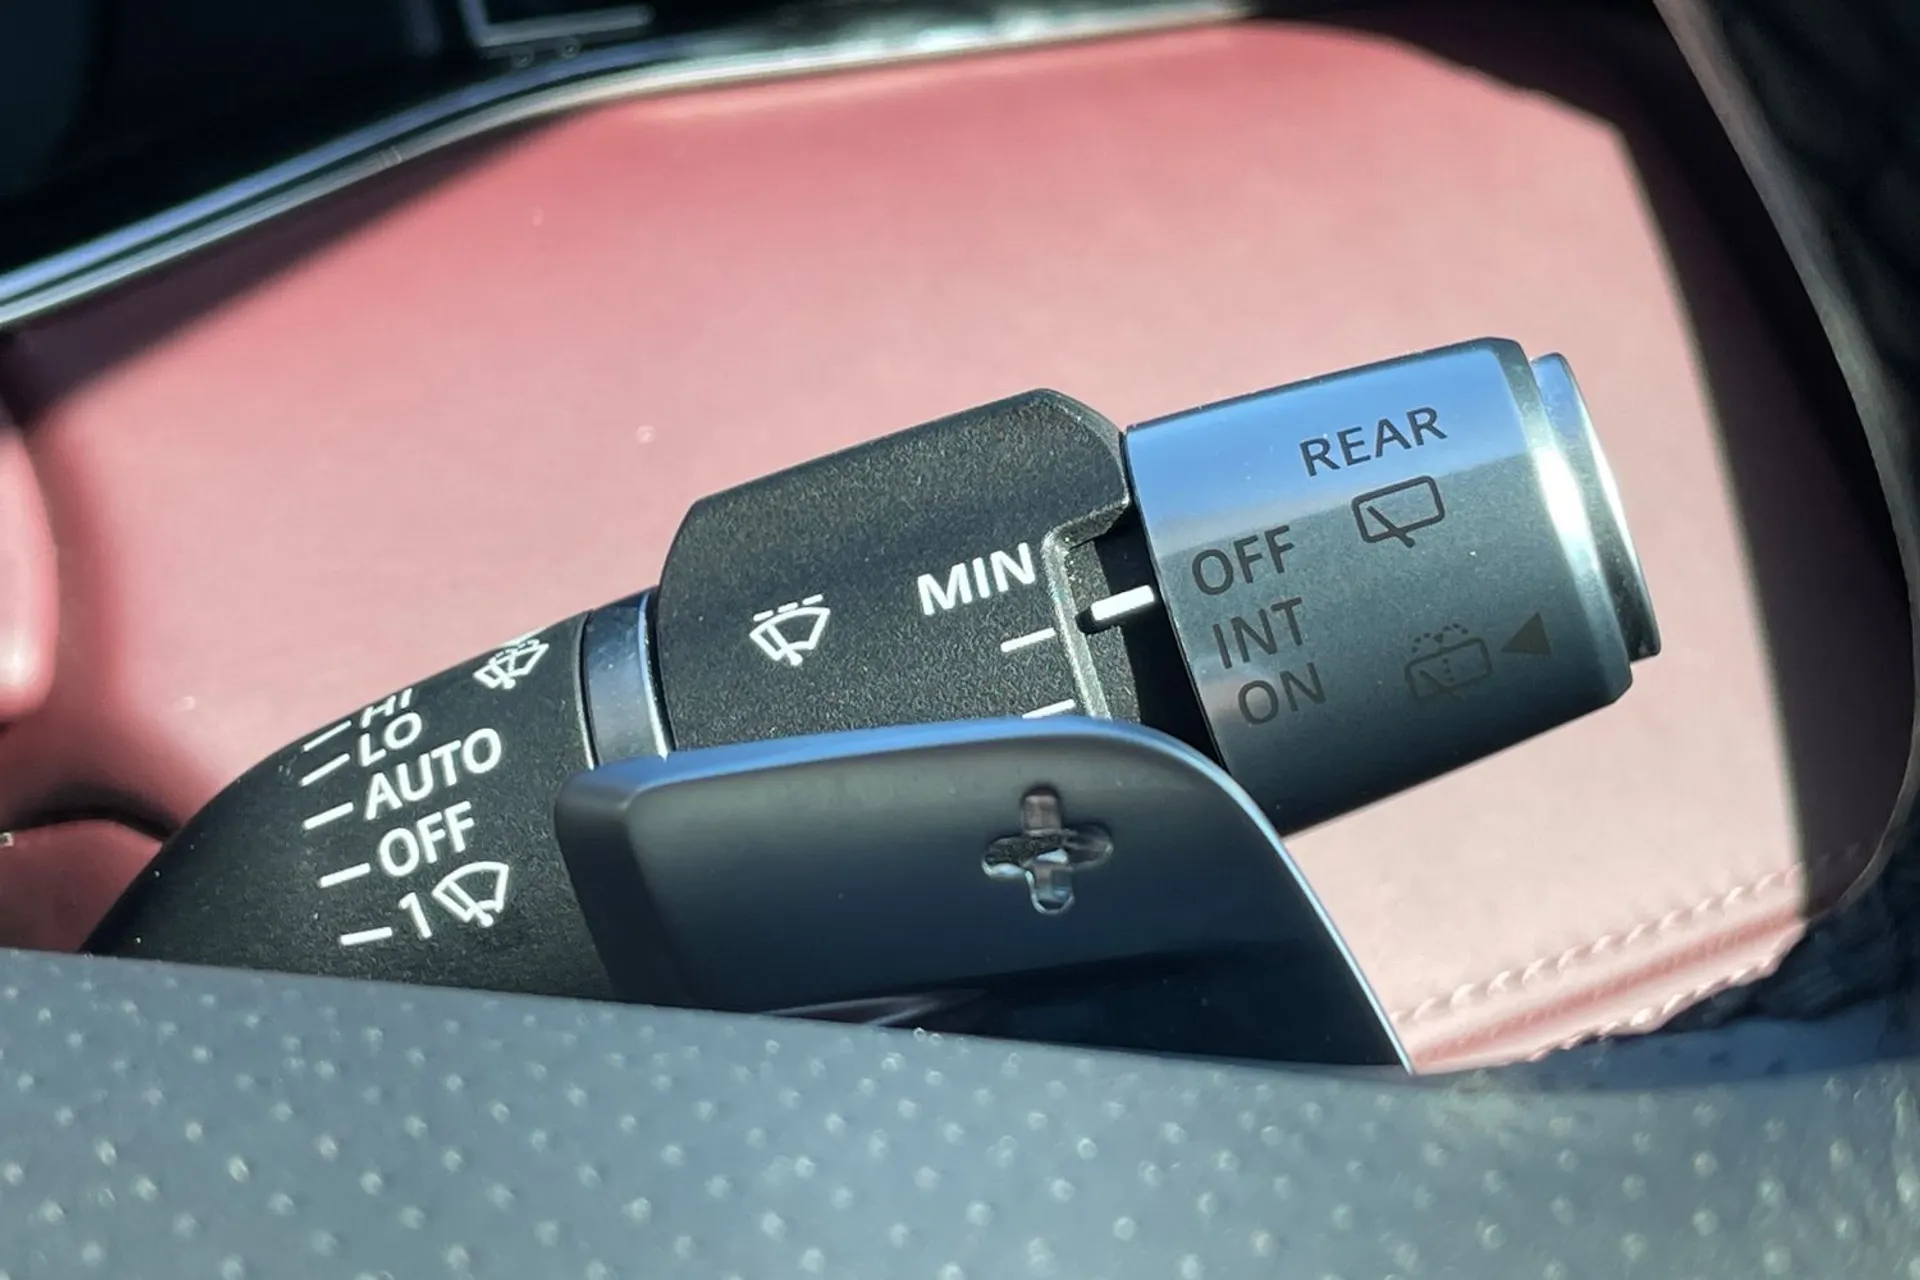 HI
LO
AUTO
OFF
1
MIN
REAR
OFF
INT
ON